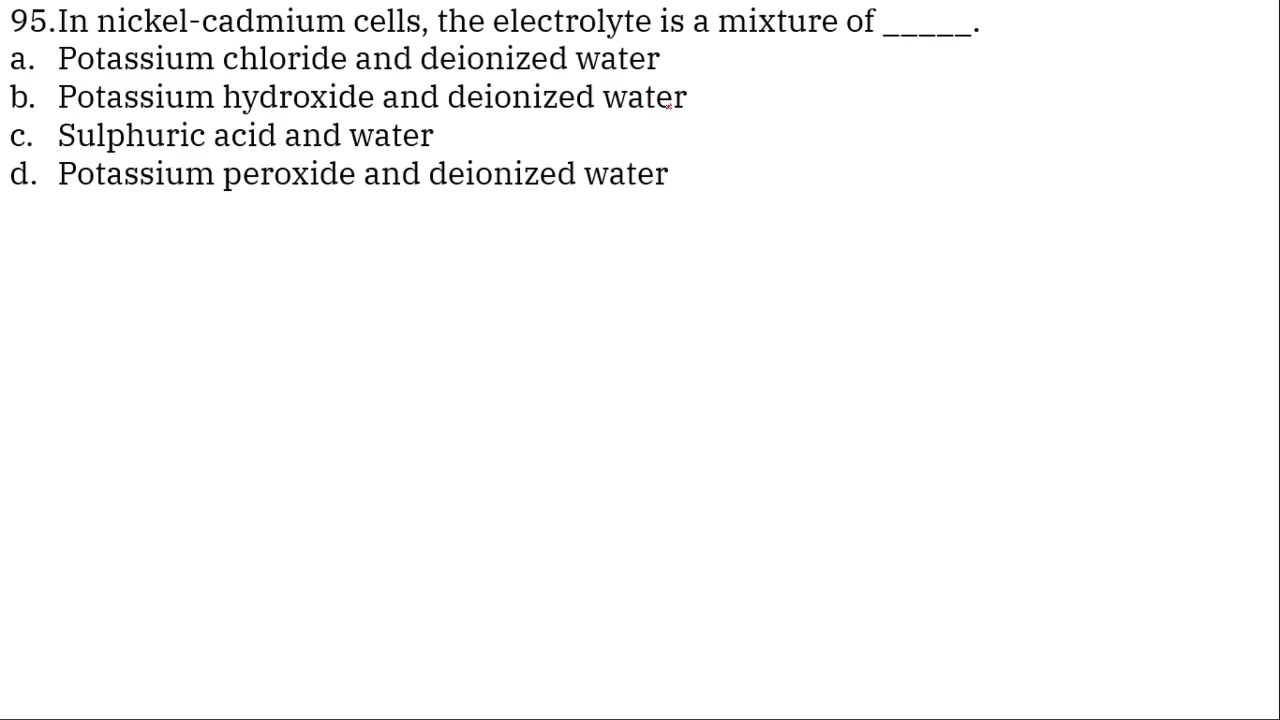 95.In nickel-cadmium cells, the electrolyte is a mixture of _____.
a. Potassium chloride and deionized water
b. Potassium hydroxide and deionized water
c. Sulphuric acid and water
d. Potassium peroxide and deionized water